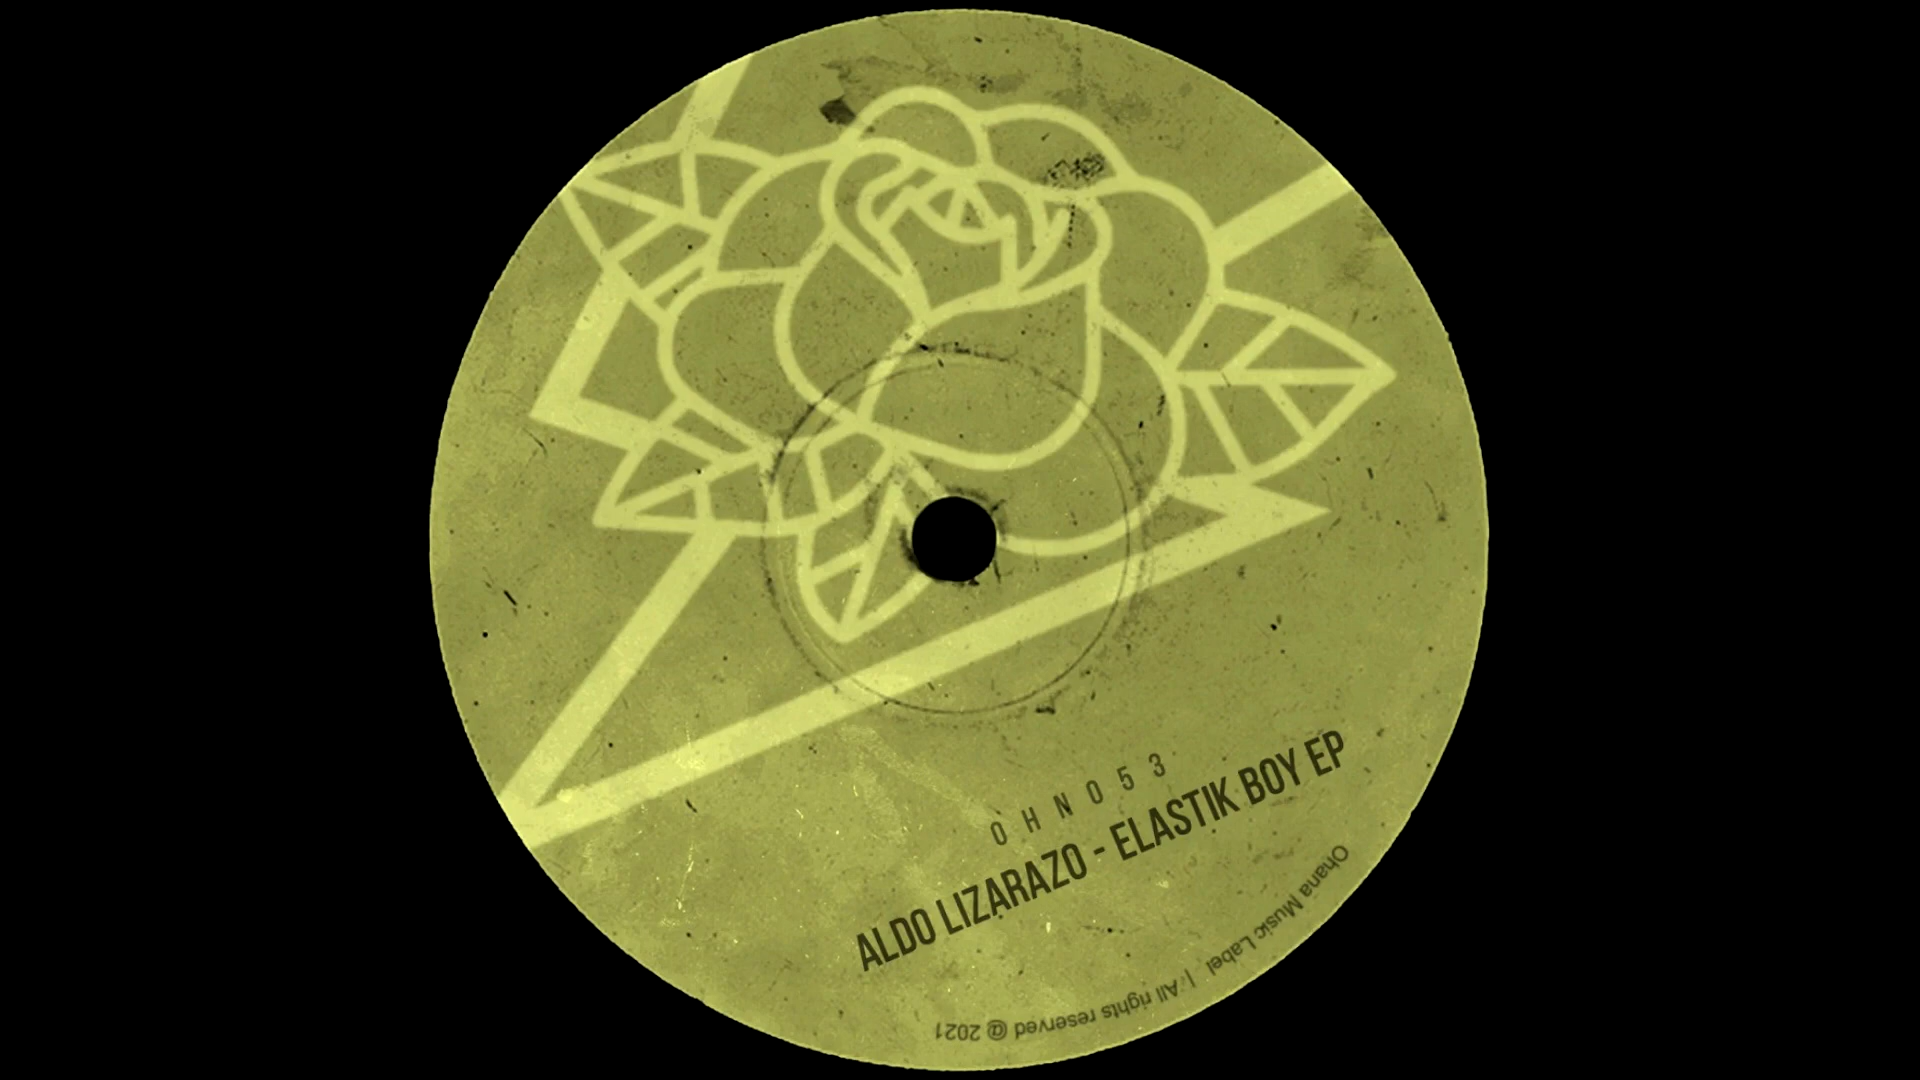 OHN053
ALDO LIZARAZO - ELASTIK BOY EP
Ohana Music Label | All rights reserved @ 2021